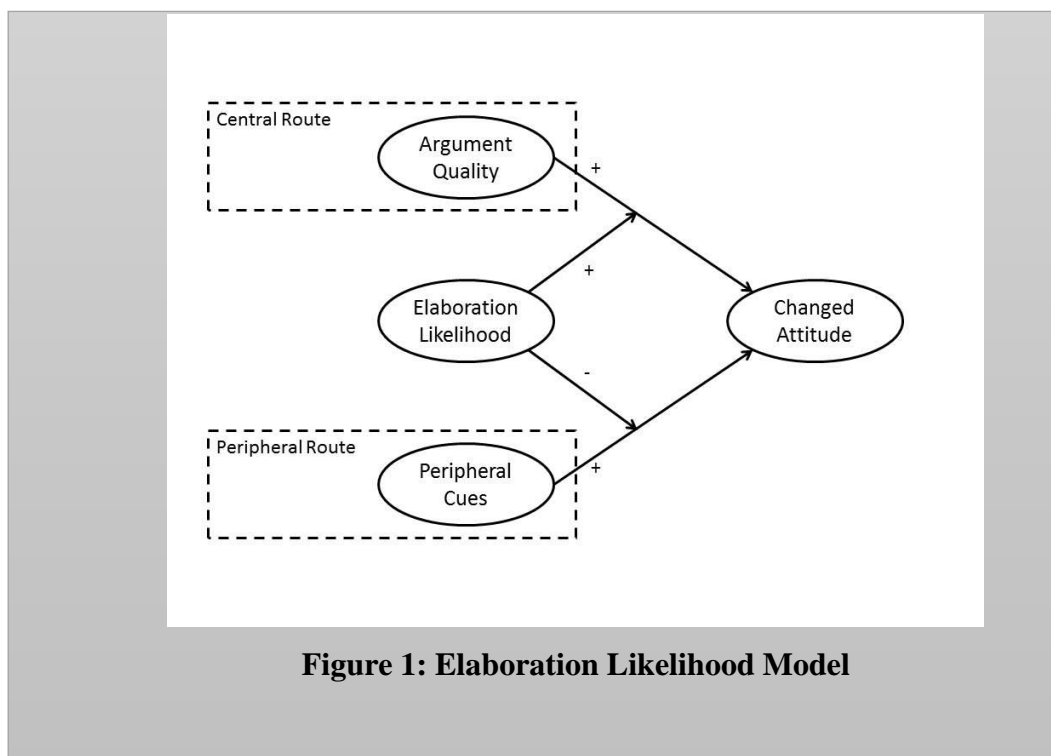 Central Route
Argument
Quality
+
+
Elaboration
Likelihood
Changed
Attitude
-
Peripheral Route
Peripheral
Cues
+
Figure 1: Elaboration Likelihood Model